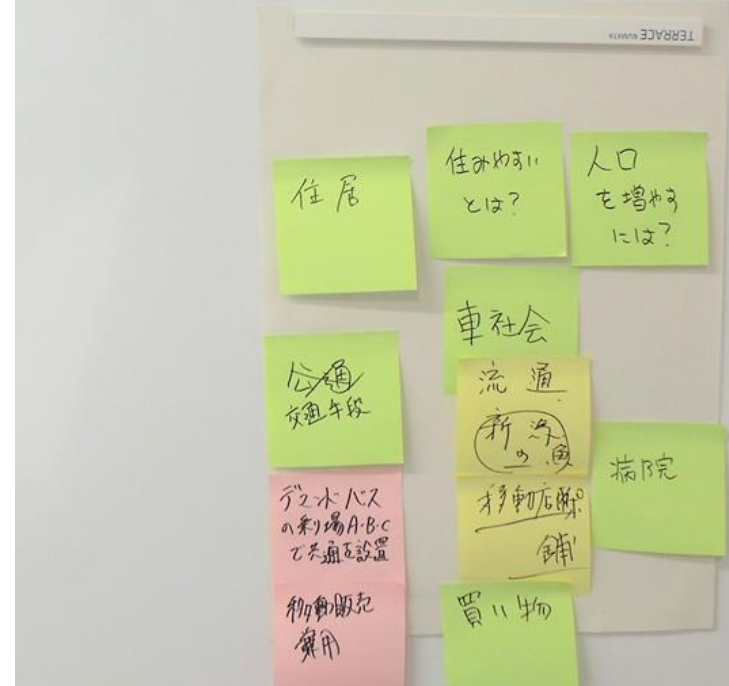 TERRACE NUMATA
住居
住みやすい
とは?
人口
を増やす
には?
車社会
公通
交通手段
流通
新
の魚
病院
デマンドバス
の乗場A・B・C
で共通を設置
移動店
舗
移動販売
雇用
買い物